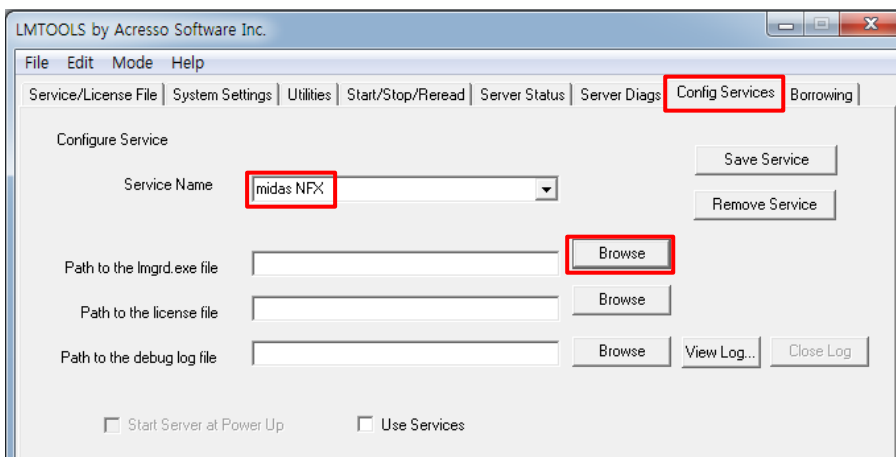 LMTOOLS by Acresso Software Inc.
File Edit Mode Help
Service/License File System Settings Utilities Start/Stop/Reread Server Status Server Diags Config Services Borrowing
Configure Service
Save Service
Service Name midas NFX
Remove Service
Path to the lmgrd.exe file Browse
Path to the license file Browse
Path to the debug log file Browse View Log... Close Log
Start Server at Power Up Use Services